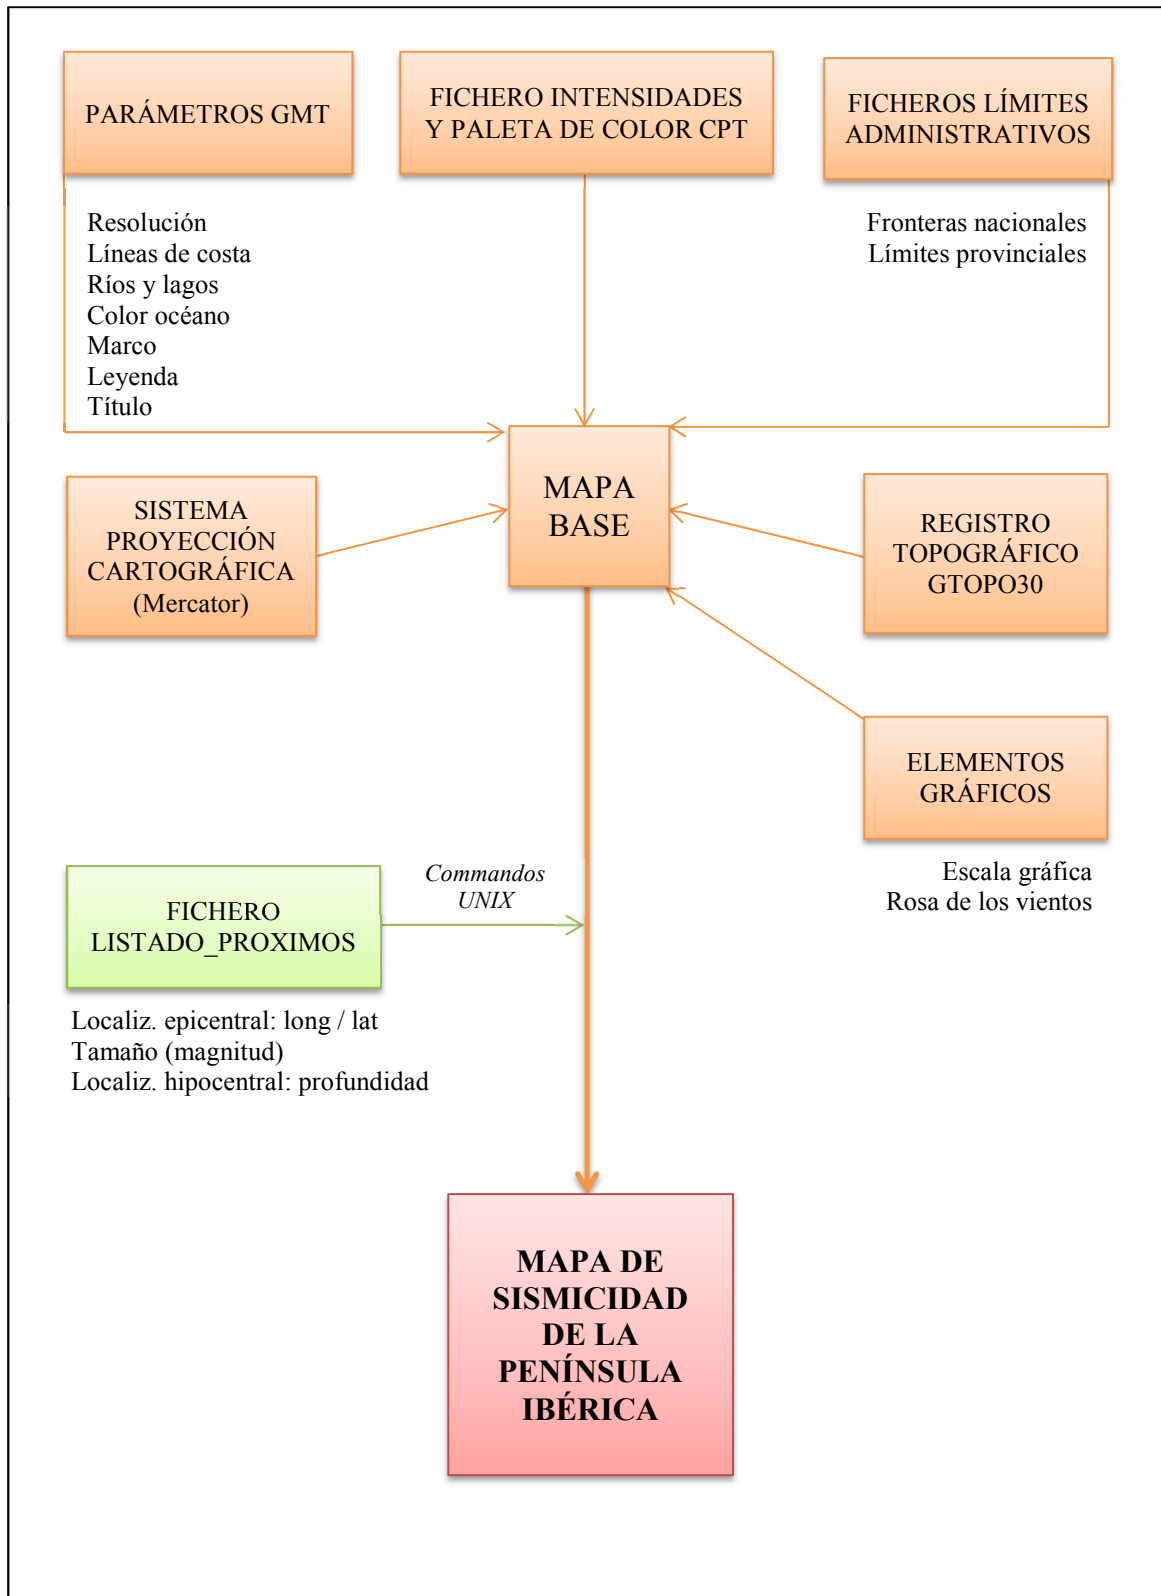 PARÁMETROS GMT
FICHERO INTENSIDADES
Y PALETA DE COLOR CPT
FICHEROS LÍMITES
ADMINISTRATIVOS
Resolución
Líneas de costa
Ríos y lagos
Color océano
Marco
Leyenda
Título
Fronteras nacionales
Límites provinciales
MAPA
BASE
SISTEMA
PROYECCIÓN
CARTOGRÁFICA
(Mercator)
REGISTRO
TOPOGRÁFICO
GTOPO30
ELEMENTOS
GRÁFICOS
Escala gráfica
Rosa de los vientos
FICHERO
LISTADO_PROXIMOS
Commandos
UNIX
Localiz. epicentral: long / lat
Tamaño (magnitud)
Localiz. hipocentral: profundidad
MAPA DE
SISMICIDAD
DE LA
PENÍNSULA
IBÉRICA